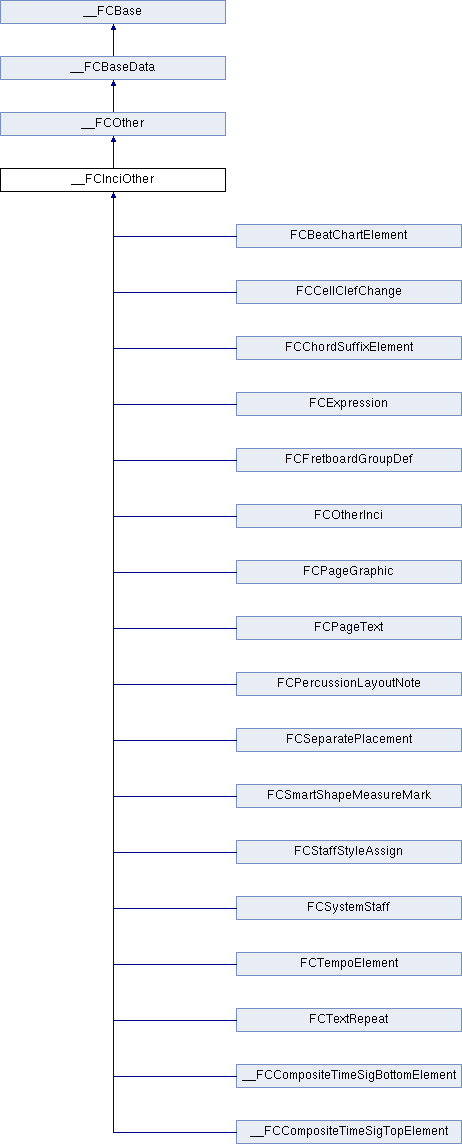 __FCBase
__FCBaseData
__FCOther
__FCInciOther
FCBeatChartElement
FCCellClefChange
FCChordSuffixElement
FCExpression
FCFretboardGroupDef
FCOtherInci
FCPageGraphic
FCPageText
FCPercussionLayoutNote
FCSeparatePlacement
FCSmartShapeMeasureMark
FCStaffStyleAssign
FCSystemStaff
FCTempoElement
FCTextRepeat
__FCCompositeTimeSigBottomElement
__FCCompositeTimeSigTopElement